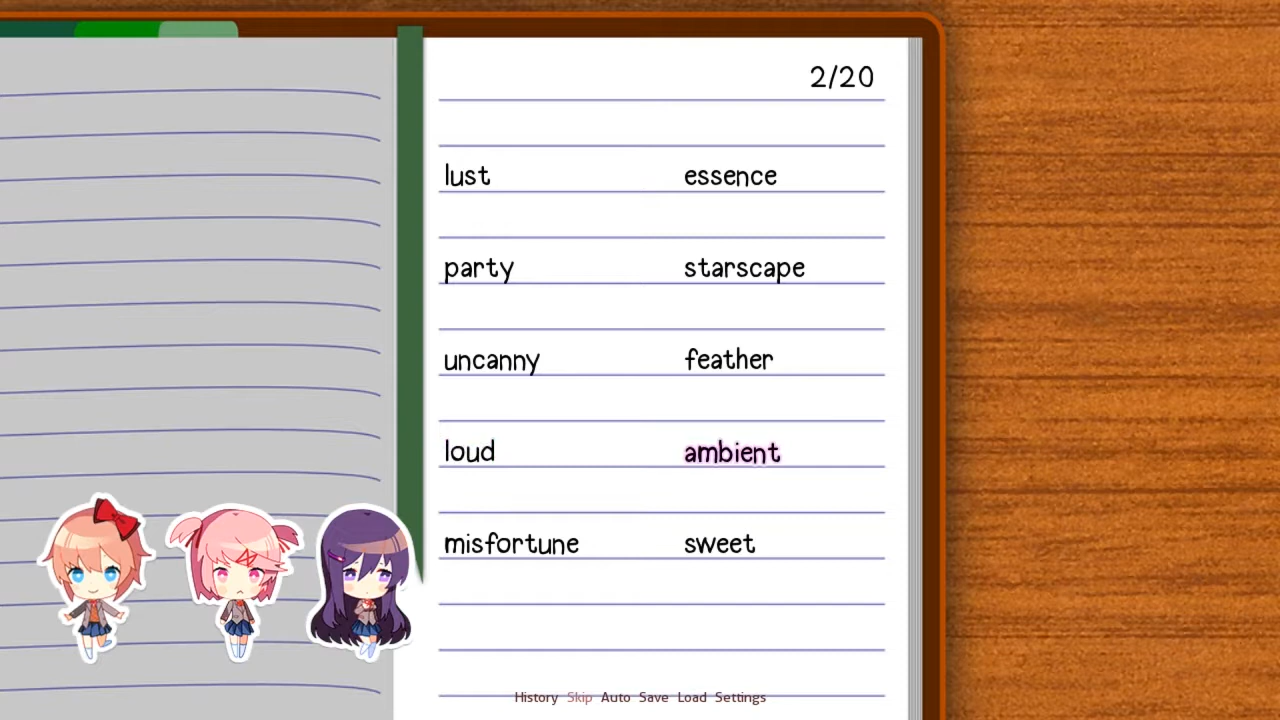 2/20
lust essence
party starscape
uncanny feather
loud ambient
misfortune sweet
History Skip Auto Save Load Settings